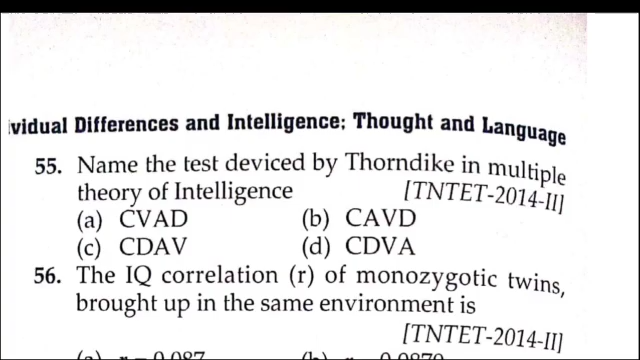 ividual Differences and Intelligence; Thought and Language
55. Name the test deviced by Thorndike in multiple
theory of Intelligence [TNTET-2014-II]
(a) CVAD (b) CAVD
(c) CDAV (d) CDVA
56. The IQ correlation (r) of monozygotic twins,
brought up in the same environment is
[TNTET-2014-II]